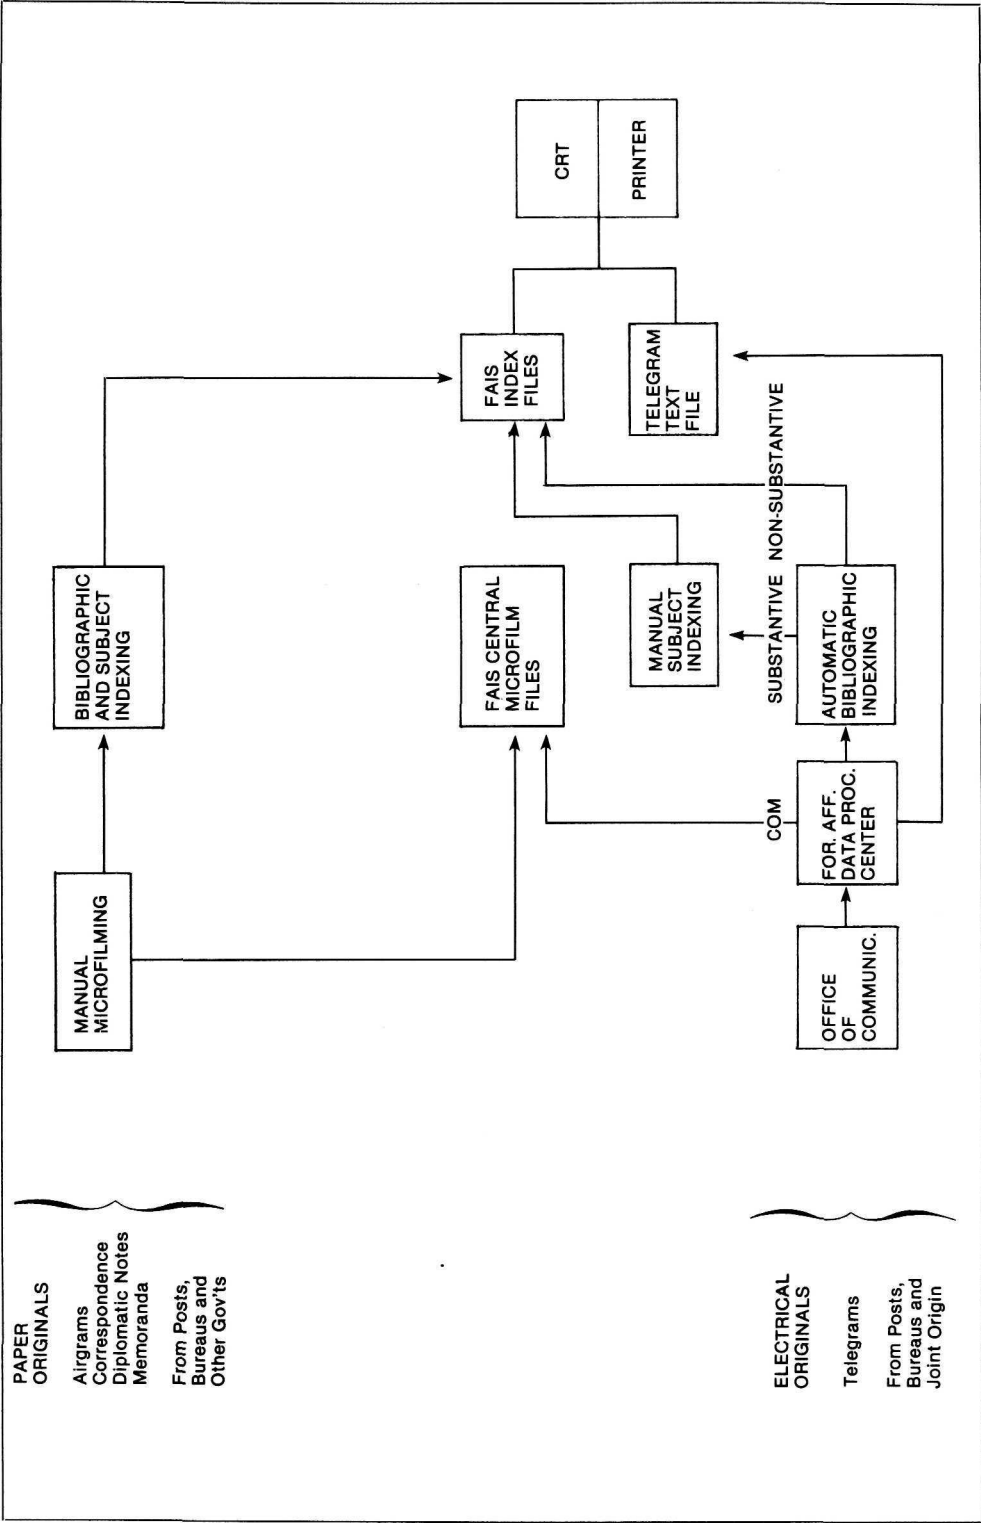 PAPER
ORIGINALS
Airgrams
Correspondence
Diplomatic Notes
Memoranda
From Posts,
Bureaus and
Other Gov'ts
MANUAL
MICROFILMING
BIBLIOGRAPHIC
AND SUBJECT
INDEXING
FAIS CENTRAL
MICROFILM
FILES
FAIS
INDEX
FILES
CRT
PRINTER
TELEGRAM
TEXT
FILE
MANUAL
SUBJECT
INDEXING
COM
SUBSTANTIVE
NON-SUBSTANTIVE
ELECTRICAL
ORIGINALS
Telegrams
From Posts,
Bureaus and
Joint Origin
OFFICE
OF
COMMUNIC.
FOR. AFF.
DATA PROC.
CENTER
AUTOMATIC
BIBLIOGRAPHIC
INDEXING